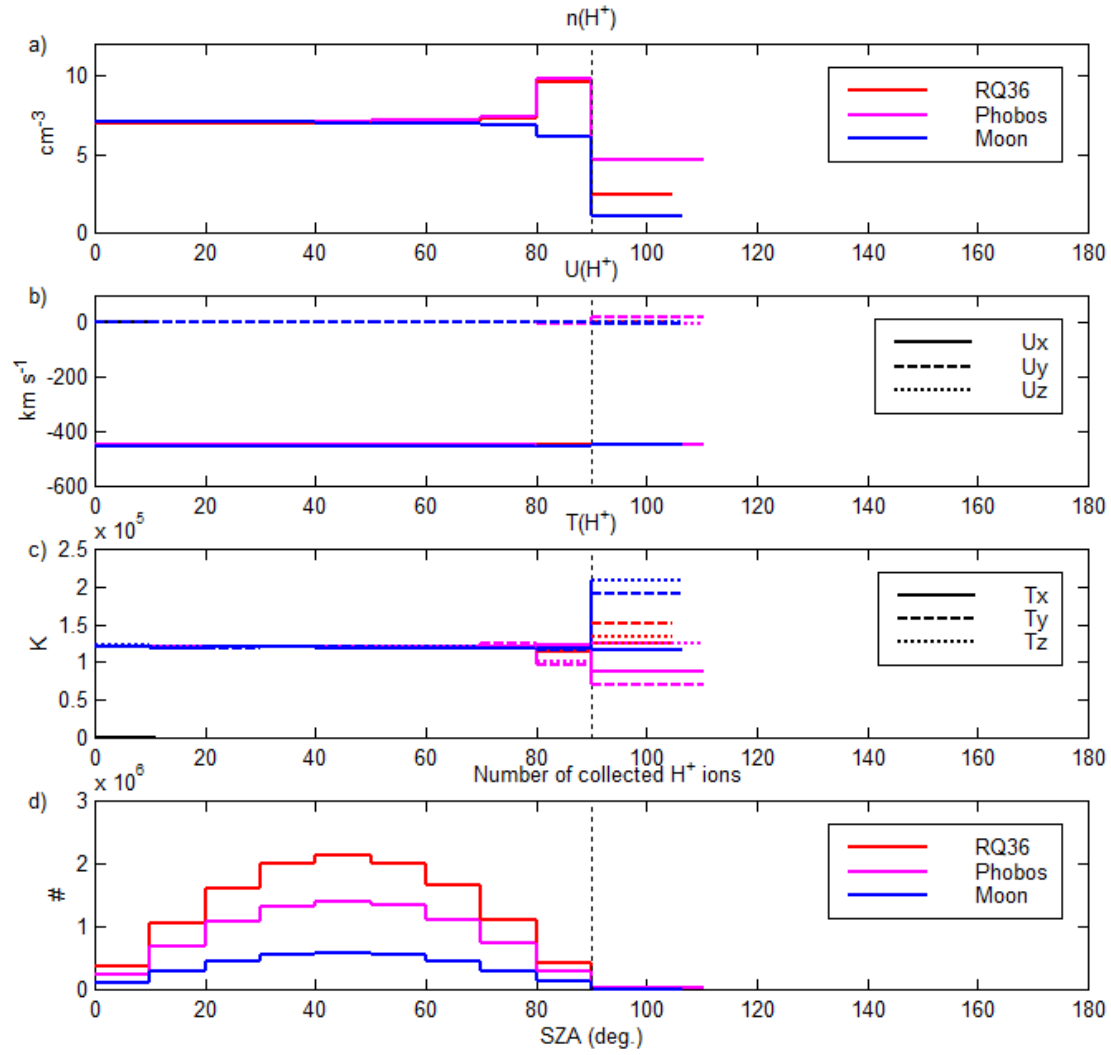 n(H⁺)
a)
10
5
0
cm⁻³
RQ36
Phobos
Moon
0 20 40 60 80 100 120 140 160 180
U(H⁺)
b)
0
-200
-400
-600
km s⁻¹
Ux
Uy
Uz
0 20 40 60 80 100 120 140 160 180
T(H⁺)
x 10⁵
c)
2.5
2
1.5
1
0.5
0
K
Tx
Ty
Tz
0 20 40 60 80 100 120 140 160 180
Number of collected H⁺ ions
x 10⁶
d)
3
2
1
0
#
RQ36
Phobos
Moon
0 20 40 60 80 100 120 140 160 180
SZA (deg.)